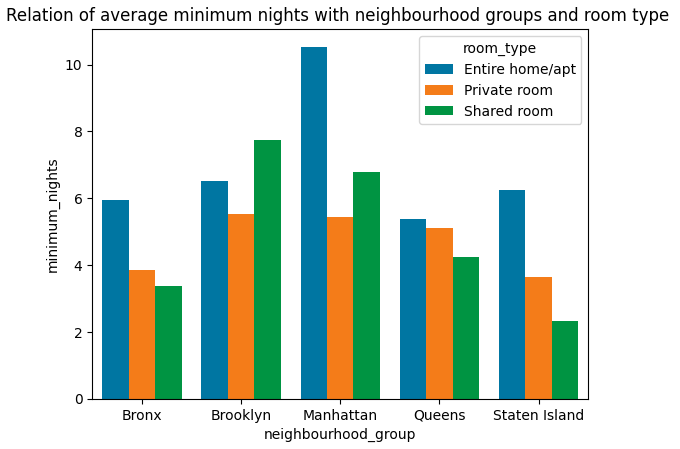 Relation of average minimum nights with neighbourhood groups and room type
room_type
Entire home/apt
Private room
Shared room
10
8
6
4
2
0
minimum_nights
Bronx
Brooklyn
Manhattan
Queens
Staten Island
neighbourhood_group